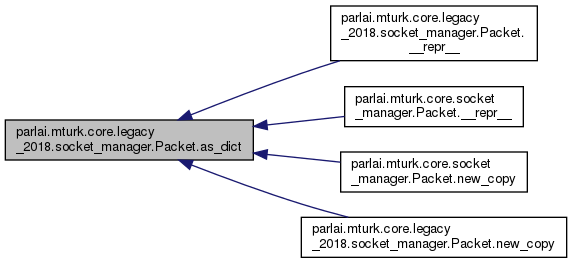 parlai.mturk.core.legacy
_2018.socket_manager.Packet.
__repr__
parlai.mturk.core.socket
_manager.Packet.__repr__
parlai.mturk.core.legacy
_2018.socket_manager.Packet.as_dict
parlai.mturk.core.socket
_manager.Packet.new_copy
parlai.mturk.core.legacy
_2018.socket_manager.Packet.new_copy